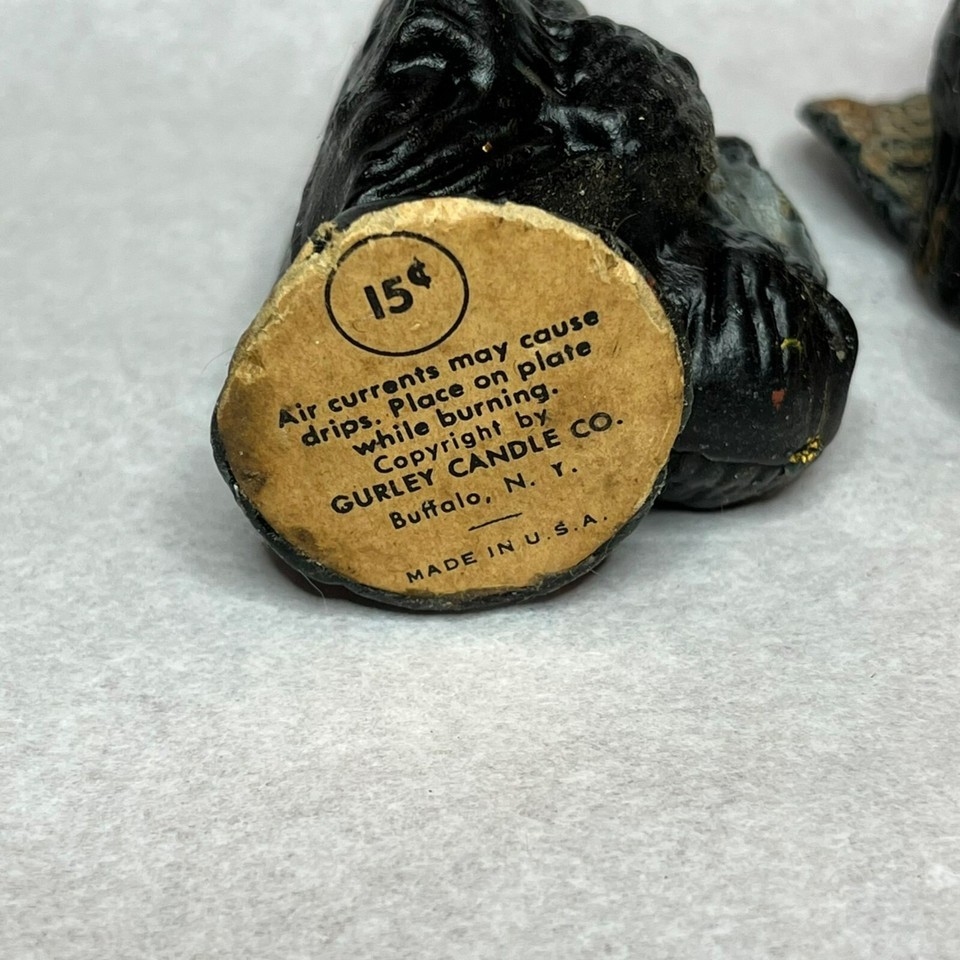 15¢
Air currents may cause
drips. Place on plate
while burning.
Copyright by
GURLEY CANDLE CO.
Buffalo, N. Y.
MADE IN U.S.A.